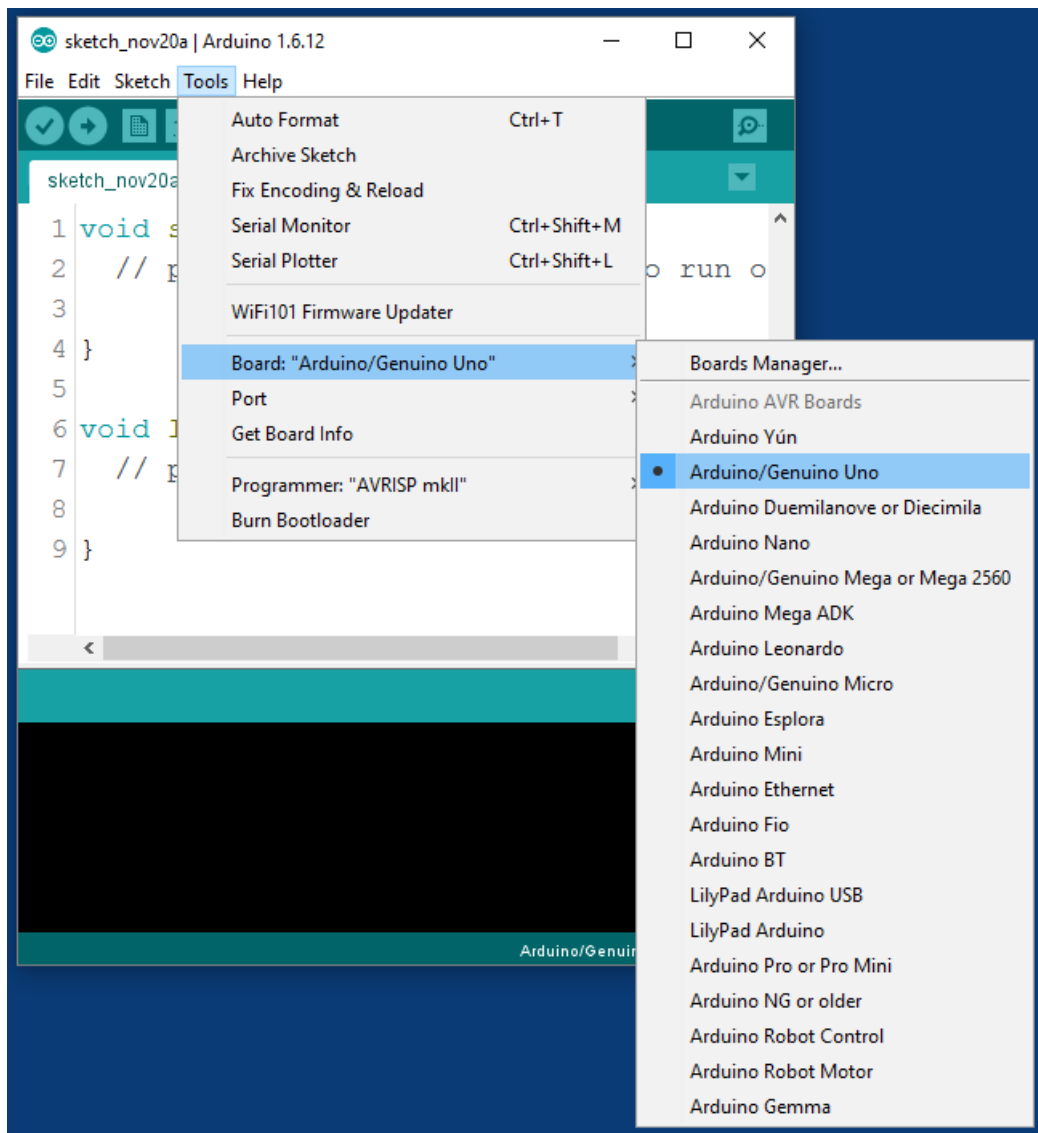 sketch_nov20a | Arduino 1.6.12
File Edit Sketch Tools Help
Auto Format Ctrl+T
Archive Sketch
sketch_nov20a
Fix Encoding & Reload
Serial Monitor Ctrl+Shift+M
Serial Plotter Ctrl+Shift+L
WiFi101 Firmware Updater
Board: "Arduino/Genuino Uno"
Port
Get Board Info
Programmer: "AVRISP mkII"
Burn Bootloader
1 void s
2 // p o run o
3
4 }
5
6 void l
7 // p
8
9 }
Boards Manager...
Arduino AVR Boards
Arduino Yún
Arduino/Genuino Uno
Arduino Duemilanove or Diecimila
Arduino Nano
Arduino/Genuino Mega or Mega 2560
Arduino Mega ADK
Arduino Leonardo
Arduino/Genuino Micro
Arduino Esplora
Arduino Mini
Arduino Ethernet
Arduino Fio
Arduino BT
LilyPad Arduino USB
LilyPad Arduino
Arduino Pro or Pro Mini
Arduino NG or older
Arduino Robot Control
Arduino Robot Motor
Arduino Gemma
Arduino/Genuin